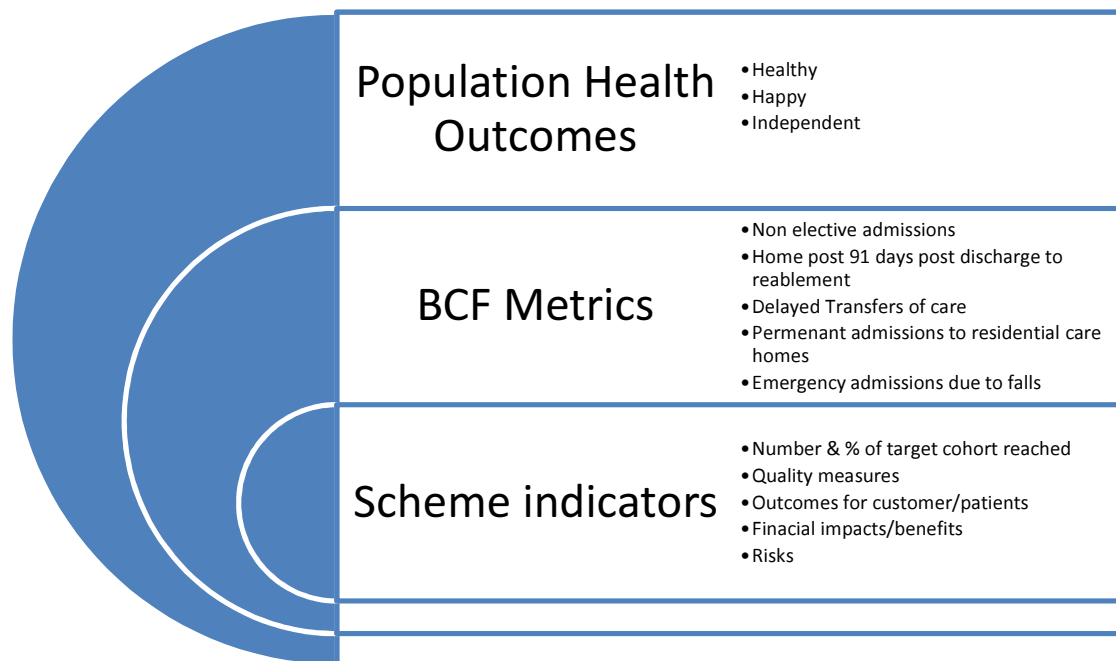 Population Health
Outcomes
•Healthy
•Happy
•Independent
BCF Metrics
•Non elective admissions
•Home post 91 days post discharge to
reablement
•Delayed Transfers of care
•Permenant admissions to residential care
homes
•Emergency admissions due to falls
Scheme indicators
•Number & % of target cohort reached
•Quality measures
•Outcomes for customer/patients
•Finacial impacts/benefits
•Risks